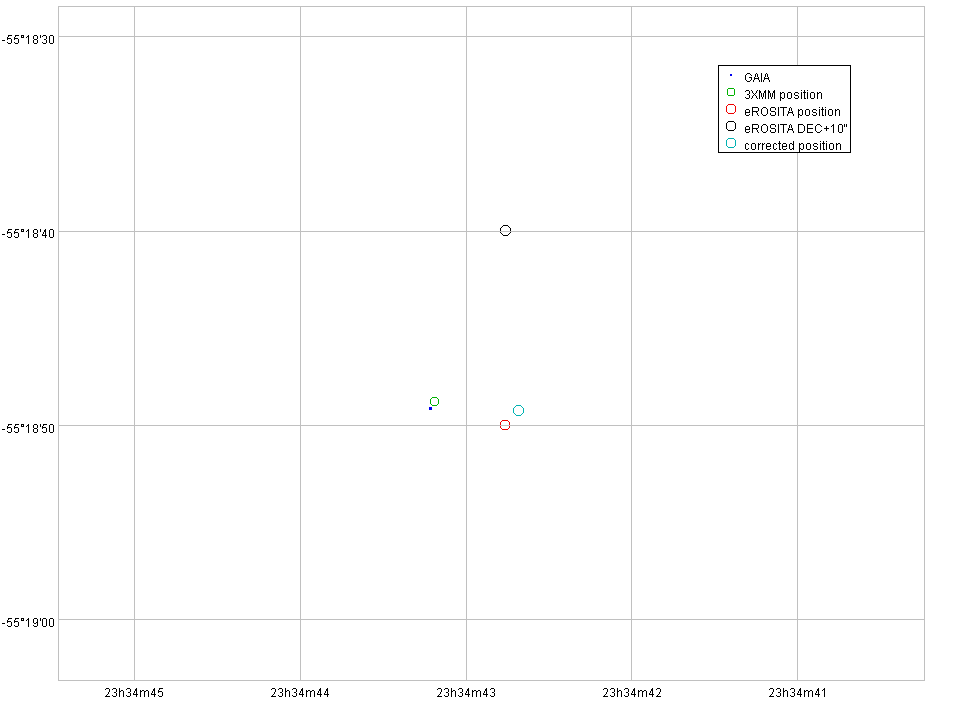 -55°18'30
GAIA
3XMM position
eROSITA position
eROSITA DEC+10"
corrected position
-55°18'40
-55°18'50
-55°19'00
23h34m45 23h34m44 23h34m43 23h34m42 23h34m41